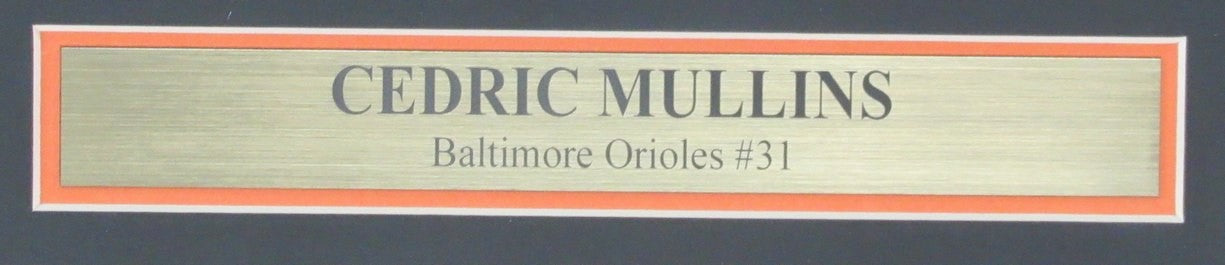 CEDRIC MULLINS
Baltimore Orioles #31